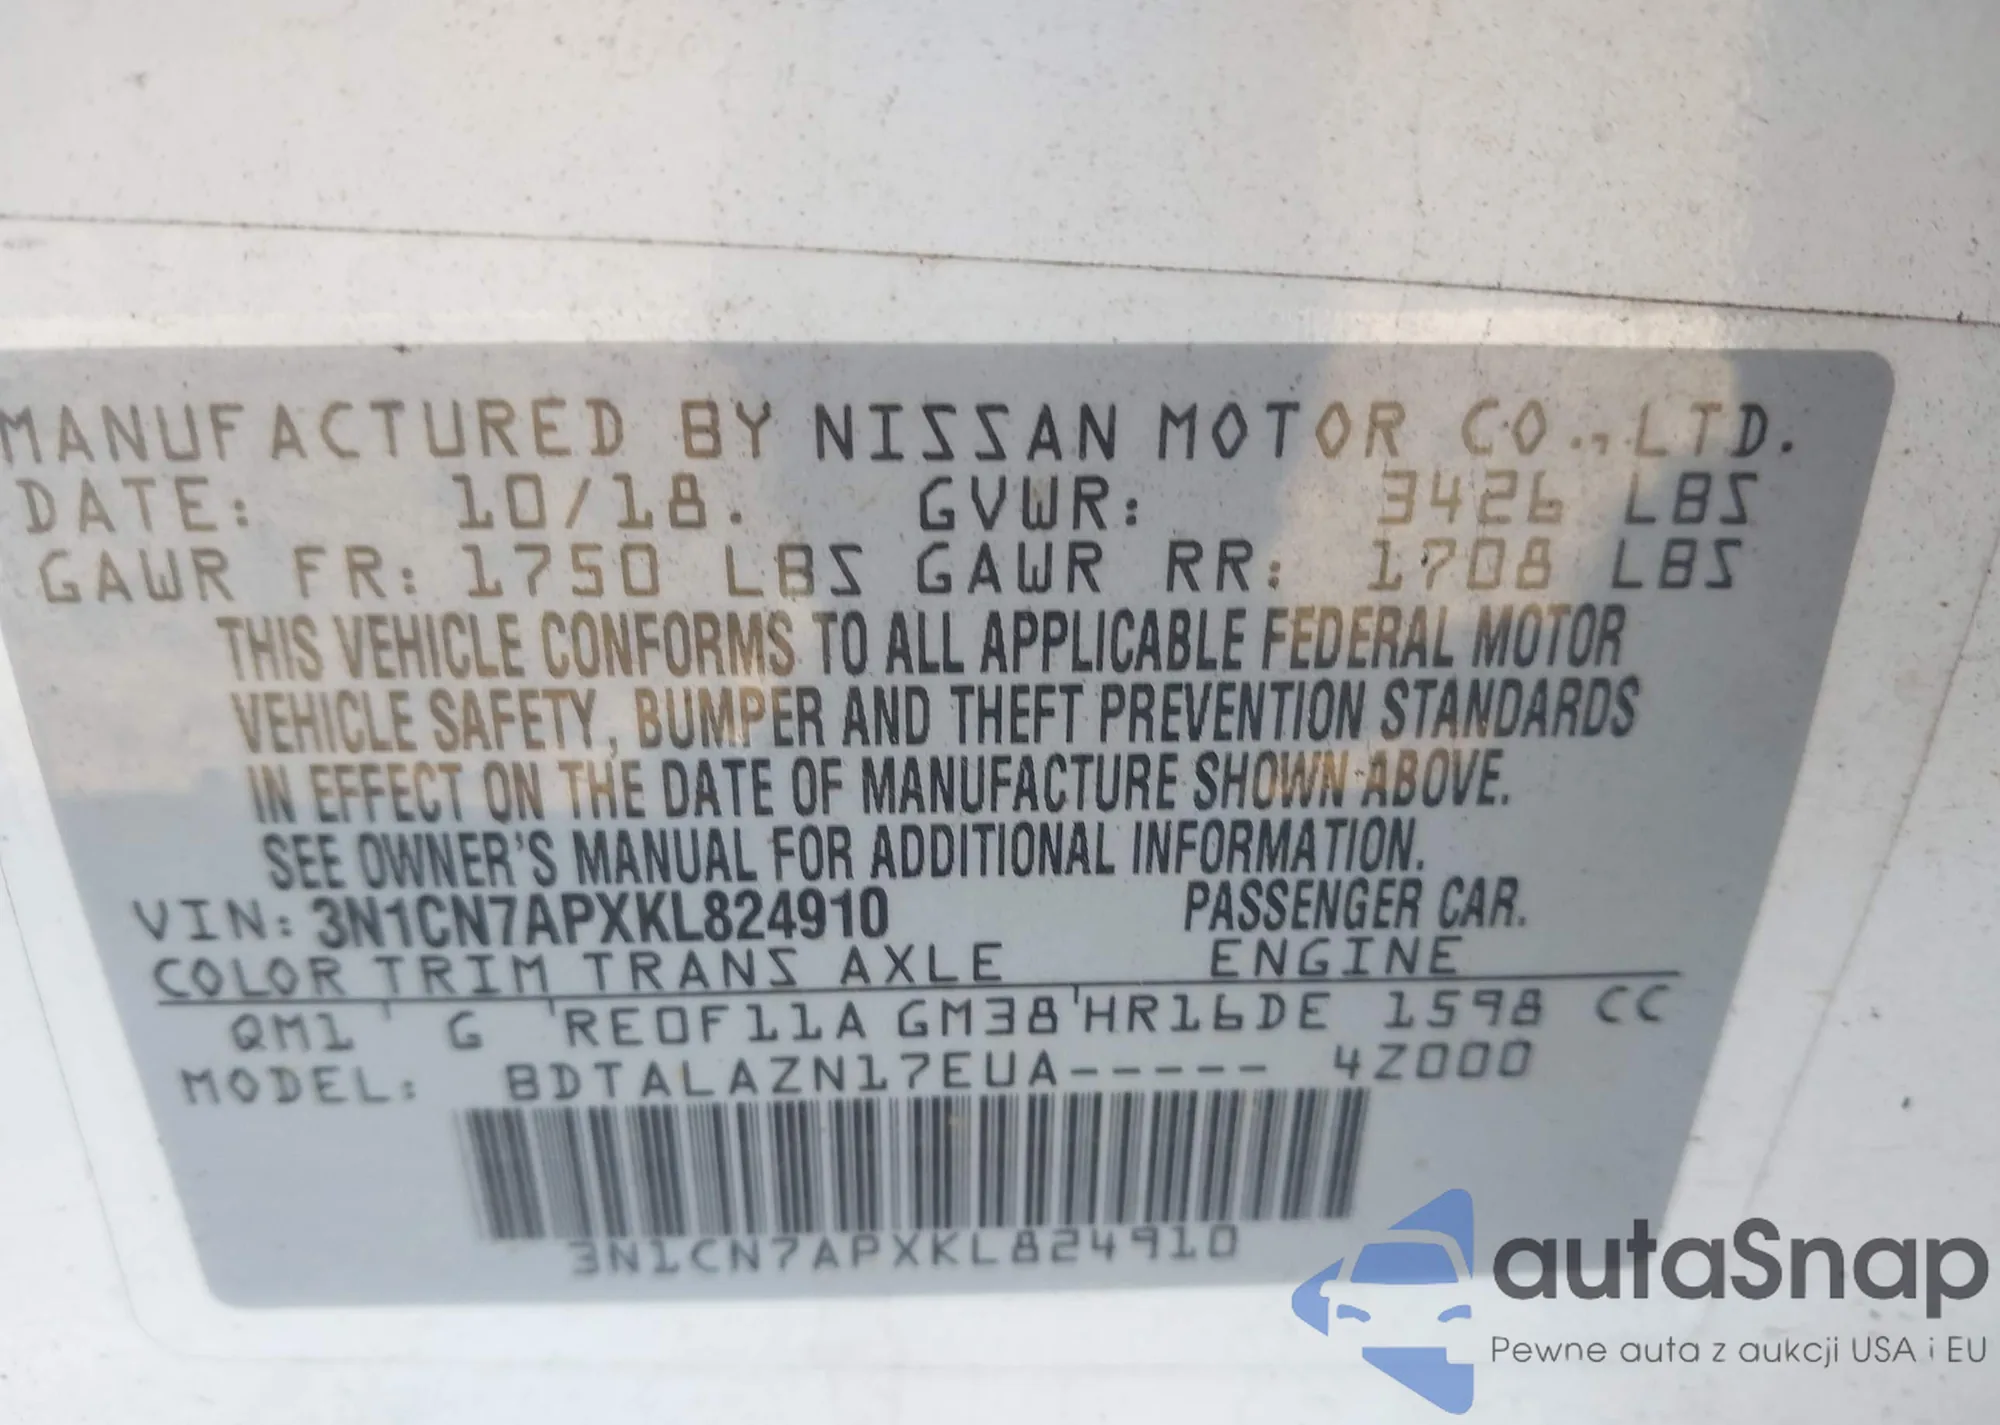 MANUFACTURED BY NISSAN MOTOR CO., LTD.
DATE: 10/18. GVWR: 3426 LBS
GAWR FR: 1750 LBS GAWR RR: 1708 LBS
THIS VEHICLE CONFORMS TO ALL APPLICABLE FEDERAL MOTOR
VEHICLE SAFETY, BUMPER AND THEFT PREVENTION STANDARDS
IN EFFECT ON THE DATE OF MANUFACTURE SHOWN ABOVE.
SEE OWNER'S MANUAL FOR ADDITIONAL INFORMATION.
VIN: 3N1CN7APXKL824910 PASSENGER CAR.
COLOR TRIM TRANS AXLE ENGINE
QM1 G RE0F11A GM38 HR16DE 1598 CC
MODEL: BDTALAZN17EUA----- 4Z000
3N1CN7APXKL824910
autaSnap
Pewne auta z aukcji USA i EU